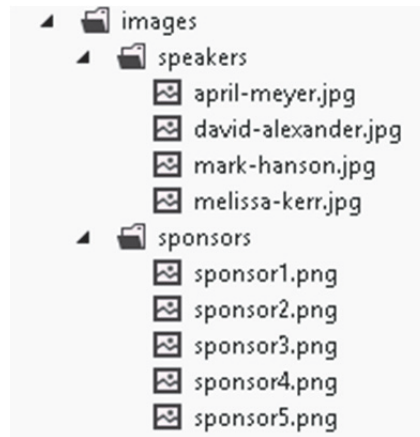 images
speakers
april-meyer.jpg
david-alexander.jpg
mark-hanson.jpg
melissa-kerr.jpg
sponsors
sponsor1.png
sponsor2.png
sponsor3.png
sponsor4.png
sponsor5.png